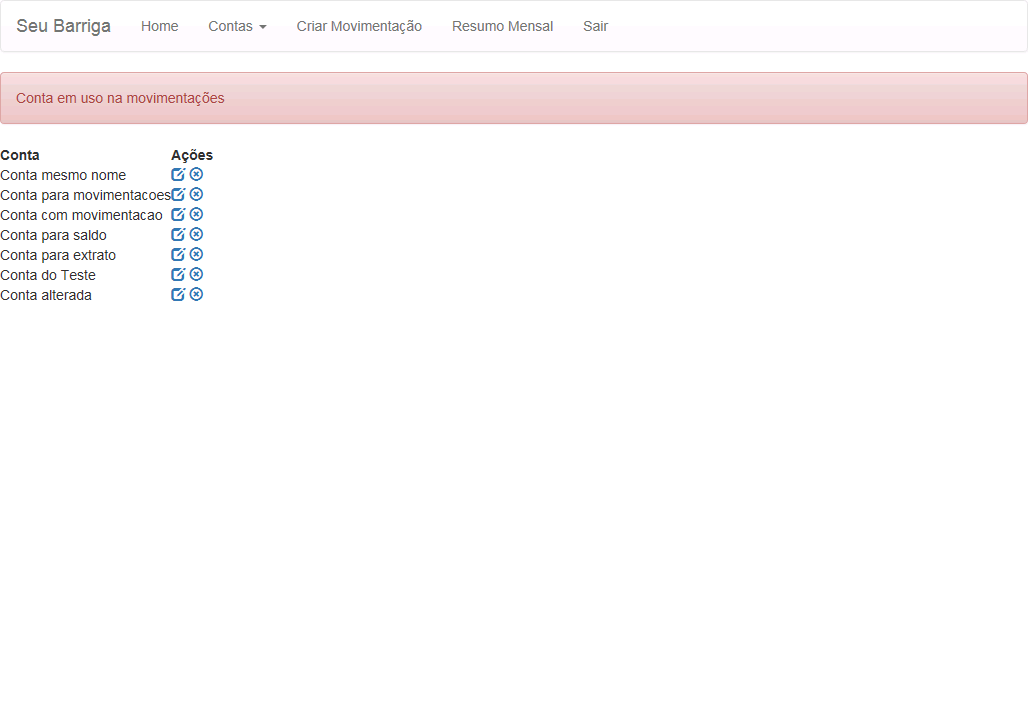 Seu Barriga Home Contas Criar Movimentação Resumo Mensal Sair
Conta em uso na movimentações
Conta Ações
Conta mesmo nome
Conta para movimentacoes
Conta com movimentacao
Conta para saldo
Conta para extrato
Conta do Teste
Conta alterada